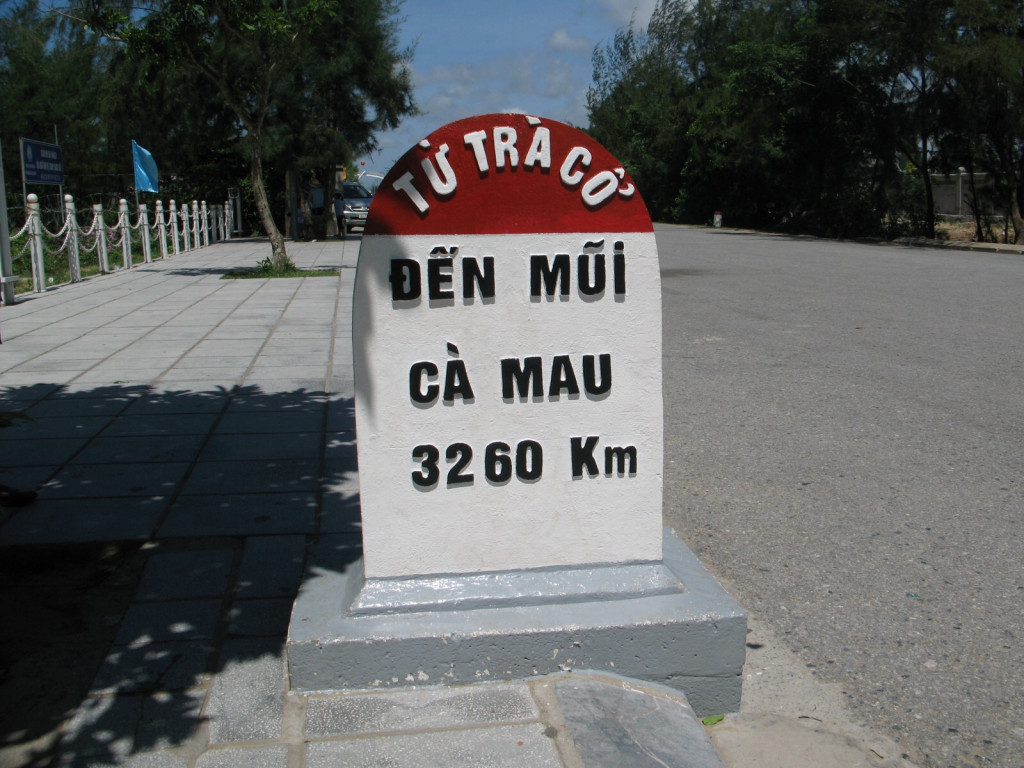 TỪ TRÀ CỔ
ĐẾN MŨi
CÀ MAU
3260 Km